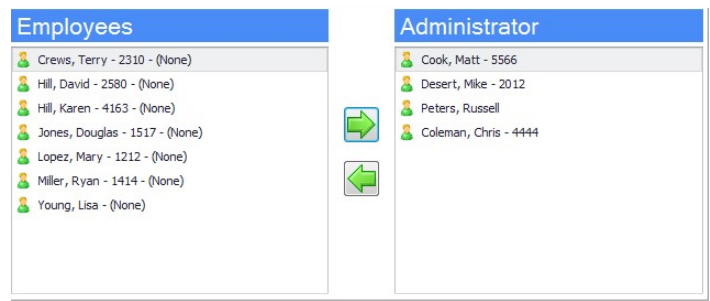 Employees
Crews, Terry - 2310 - (None)
Hill, David - 2580 - (None)
Hill, Karen - 4163 - (None)
Jones, Douglas - 1517 - (None)
Lopez, Mary - 1212 - (None)
Miller, Ryan - 1414 - (None)
Young, Lisa - (None)
Administrator
Cook, Matt - 5566
Desert, Mike - 2012
Peters, Russell
Coleman, Chris - 4444